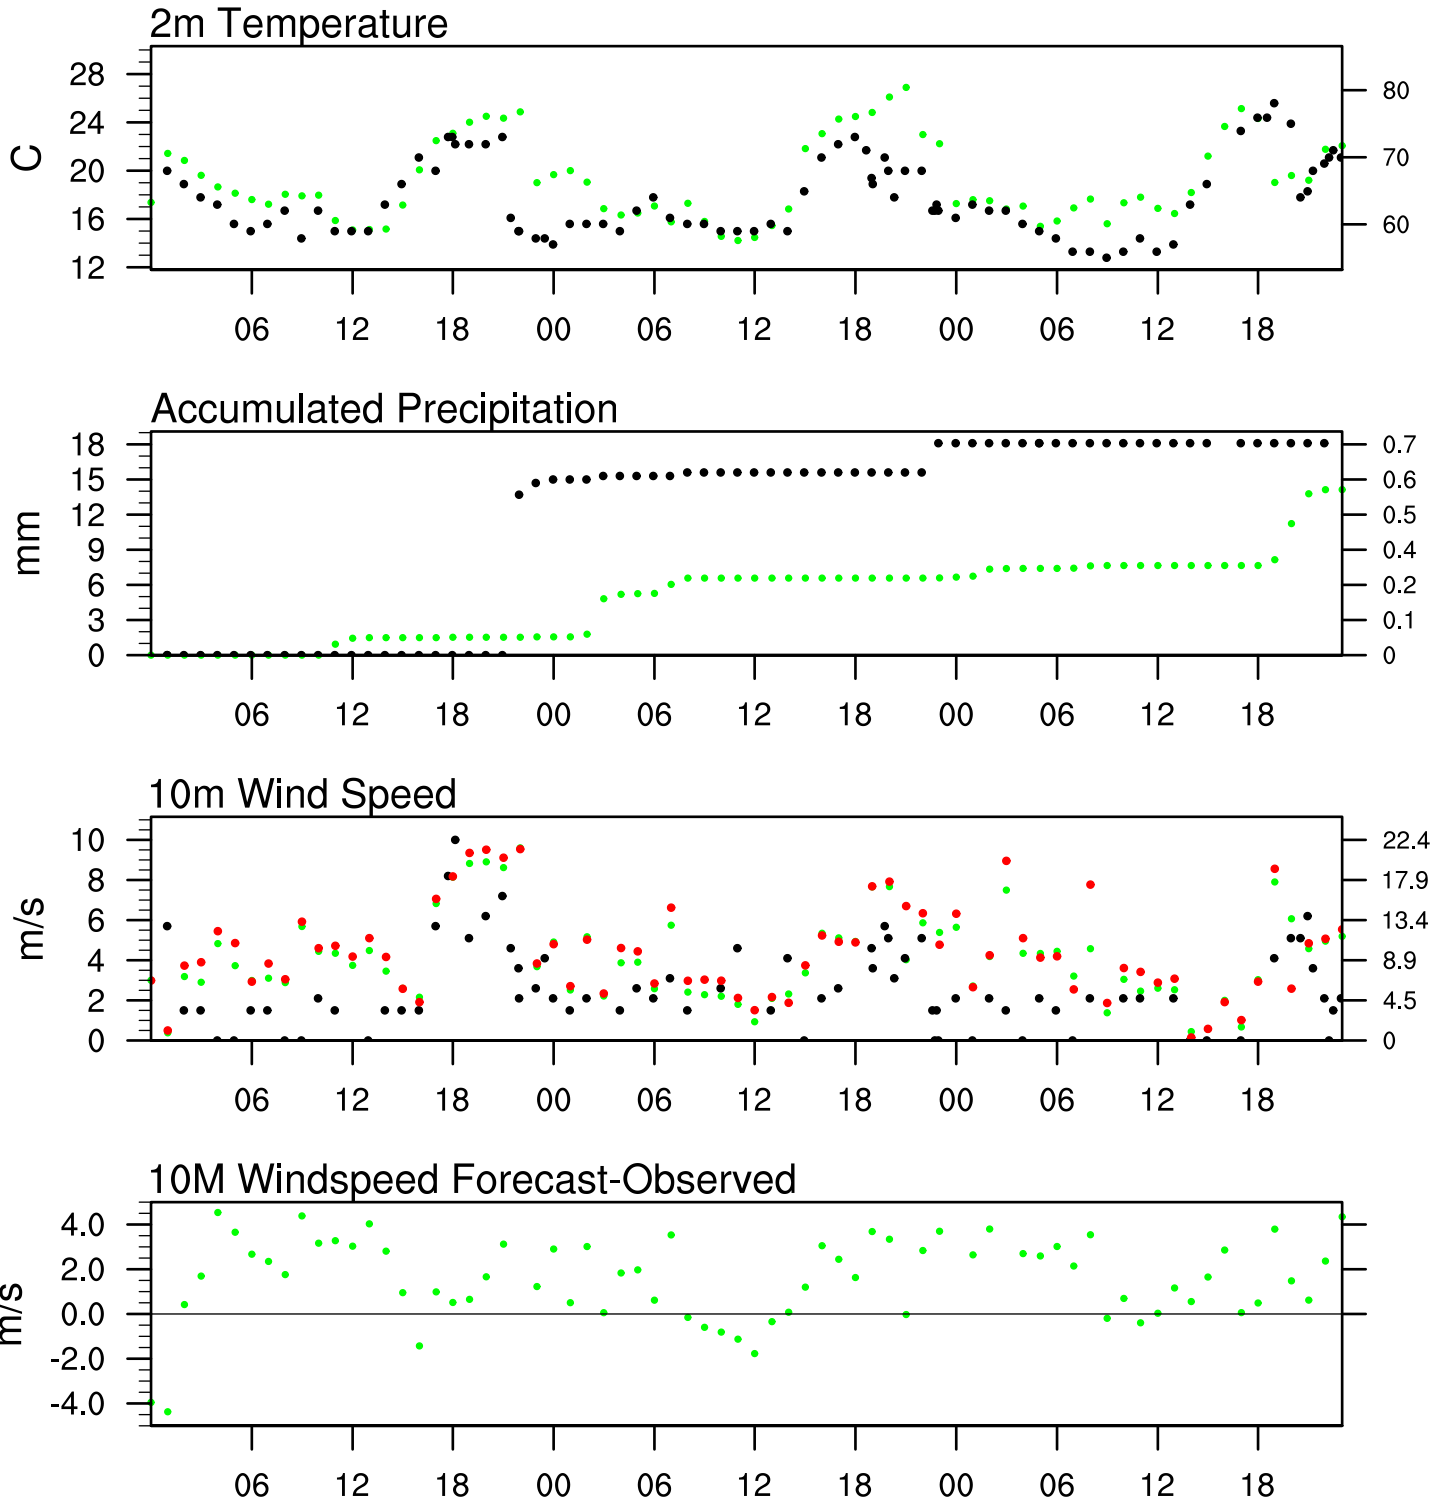 2m Temperature
28 80
24
C 20 70
16 60
12
06 12 18 00 06 12 18 00 06 12 18
Accumulated Precipitation
18 0.7
15 0.6
12 0.5
mm 9 0.4
6 0.2
3 0.1
0 0
06 12 18 00 06 12 18 00 06 12 18
10m Wind Speed
10 22.4
8 17.9
m/s 6 13.4
4 8.9
2 4.5
0 0
06 12 18 00 06 12 18 00 06 12 18
10M Windspeed Forecast-Observed
4.0
2.0
m/s 0.0
-2.0
-4.0
06 12 18 00 06 12 18 00 06 12 18